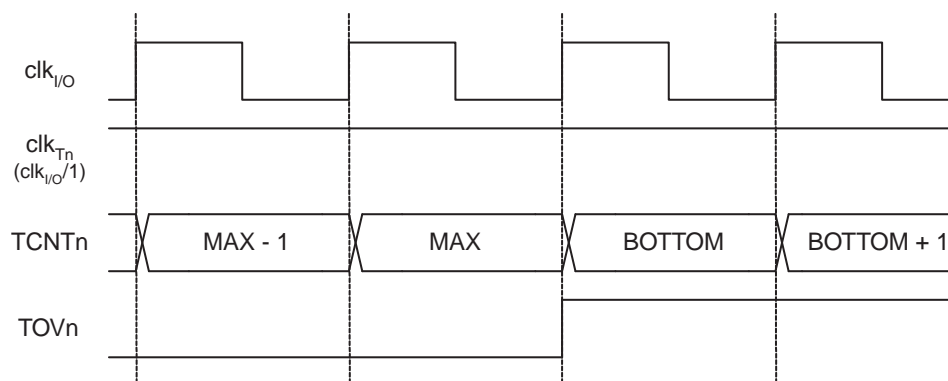 clkI/O
clkTn
(clkI/O/1)
TCNTn MAX - 1 MAX BOTTOM BOTTOM + 1
TOVn